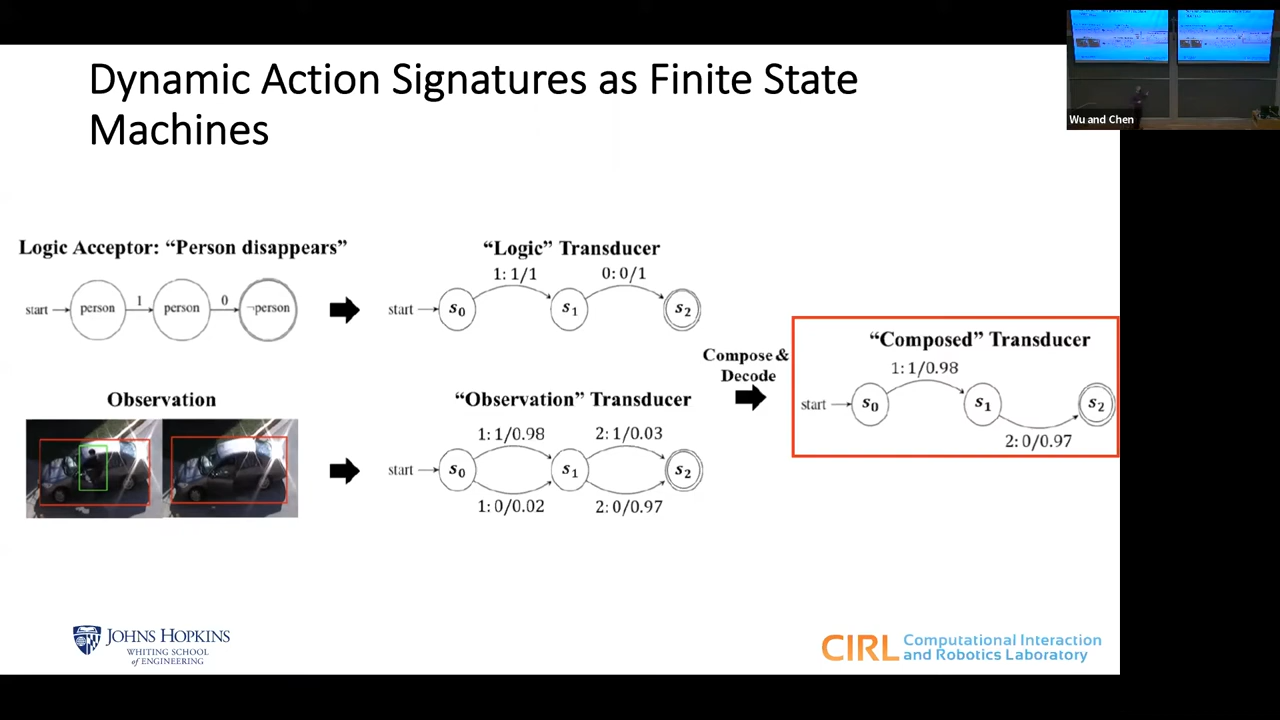 Dynamic Action Signatures as Finite State
Machines
Wu and Chen
Logic Acceptor: “Person disappears”
start
person
1
person
0
¬person
“Logic” Transducer
1: 1/1
0: 0/1
start
s0
s1
s2
Observation
“Observation” Transducer
1: 1/0.98
2: 1/0.03
start
s0
s1
s2
1: 0/0.02
2: 0/0.97
Compose &
Decode
“Composed” Transducer
1: 1/0.98
start
s0
s1
s2
2: 0/0.97
JOHNS HOPKINS
WHITING SCHOOL
of ENGINEERING
CIRL
Computational Interaction
and Robotics Laboratory